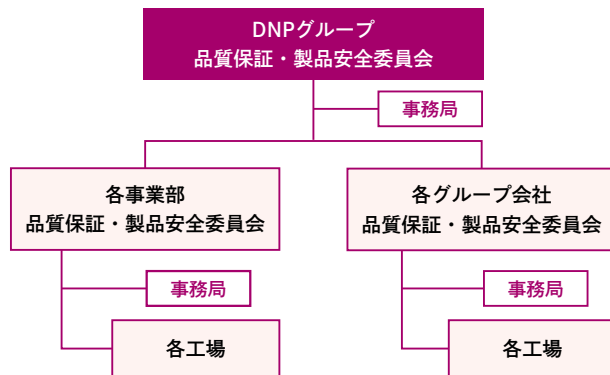 DNPグループ
品質保証・製品安全委員会
事務局
各事業部
品質保証・製品安全委員会
各グループ会社
品質保証・製品安全委員会
事務局
事務局
各工場
各工場